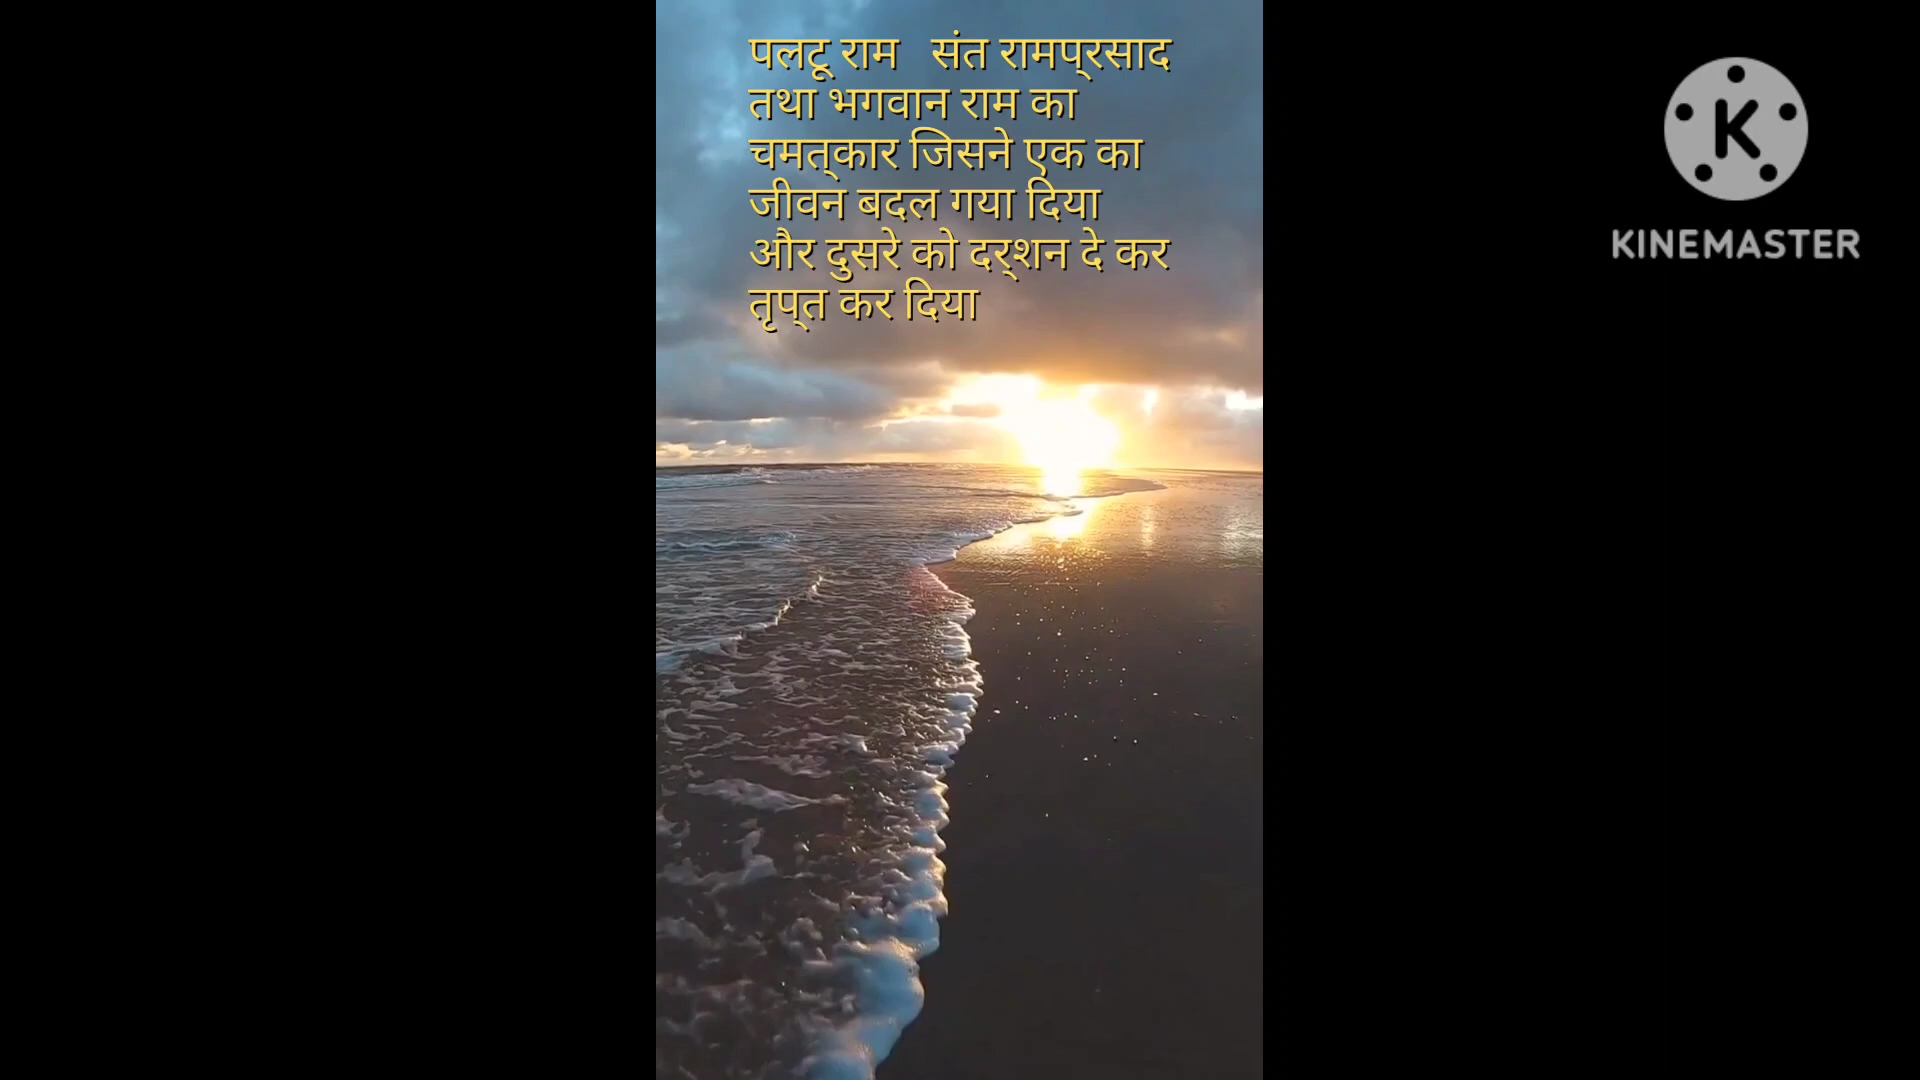 पलटू राम   संत रामप्रसाद
तथा भगवान राम का
चमत्कार जिसने एक का
जीवन बदल गया दिया
और दुसरे को दर्शन दे कर
तृप्त कर दिया
K
KINEMASTER